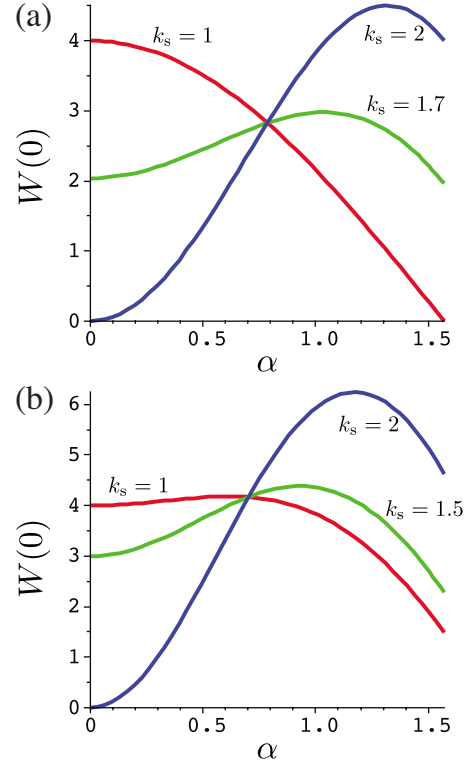 (a)
k_s = 1
k_s = 2
k_s = 1.7
W(0)
4
3
2
1
0
0 0.5 1.0 1.5
α
(b)
k_s = 1
k_s = 2
k_s = 1.5
W(0)
6
5
4
3
2
1
0
0 0.5 1.0 1.5
α